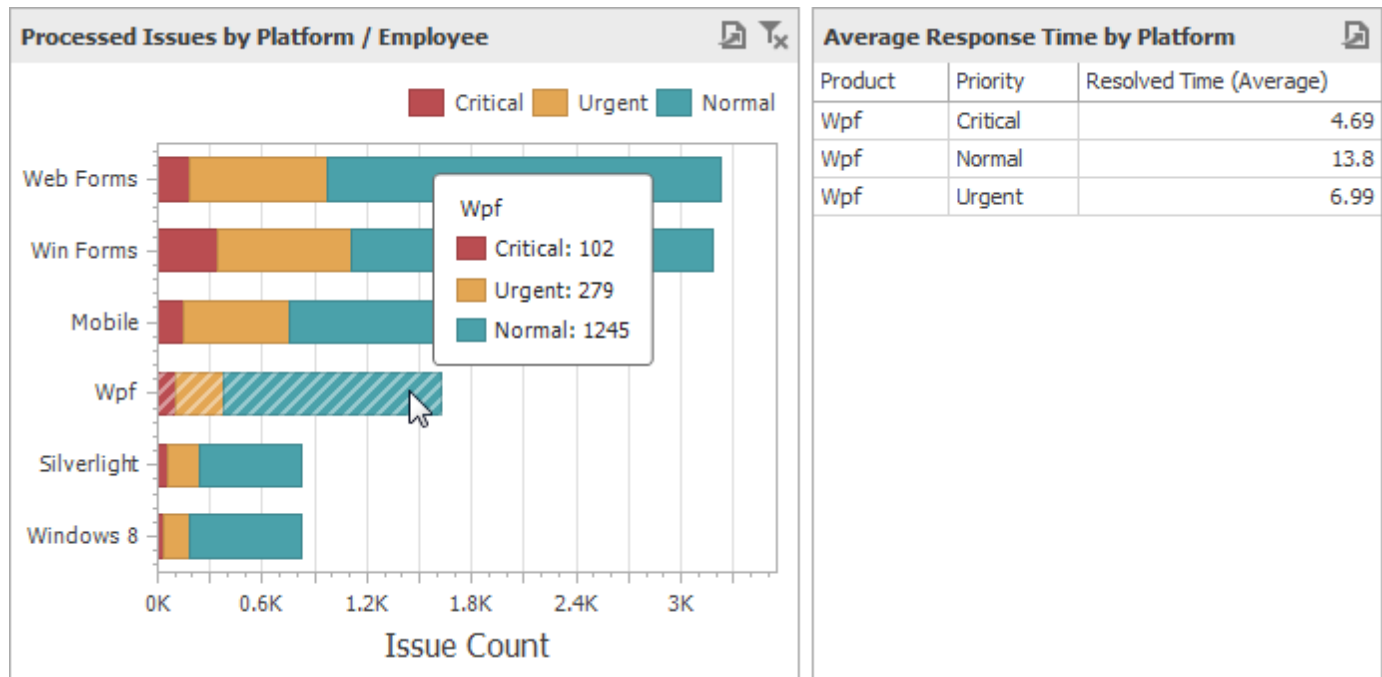 Processed Issues by Platform / Employee
Critical Urgent Normal
Web Forms
Win Forms
Mobile
Wpf
Silverlight
Windows 8
Wpf
Critical: 102
Urgent: 279
Normal: 1245
0K 0.6K 1.2K 1.8K 2.4K 3K
Issue Count
Average Response Time by Platform
Product Priority Resolved Time (Average)
Wpf Critical 4.69
Wpf Normal 13.8
Wpf Urgent 6.99